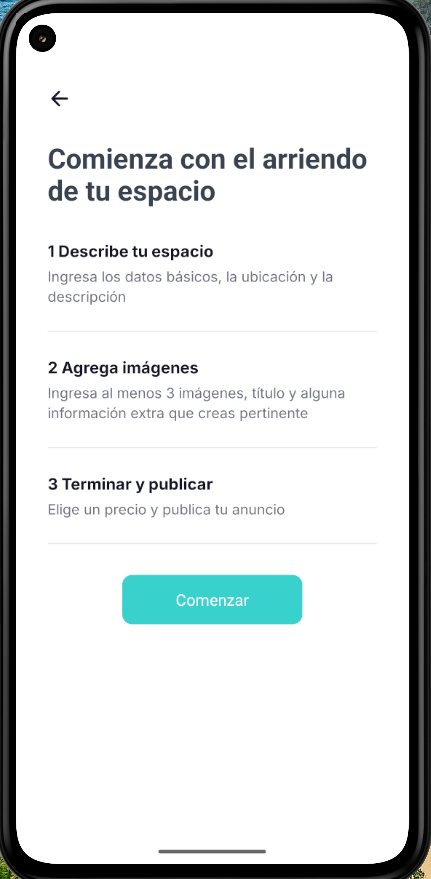 Comienza con el arriendo
de tu espacio
1 Describe tu espacio
Ingresa los datos básicos, la ubicación y la
descripción
2 Agrega imágenes
Ingresa al menos 3 imágenes, título y alguna
información extra que creas pertinente
3 Terminar y publicar
Elige un precio y publica tu anuncio
Comenzar